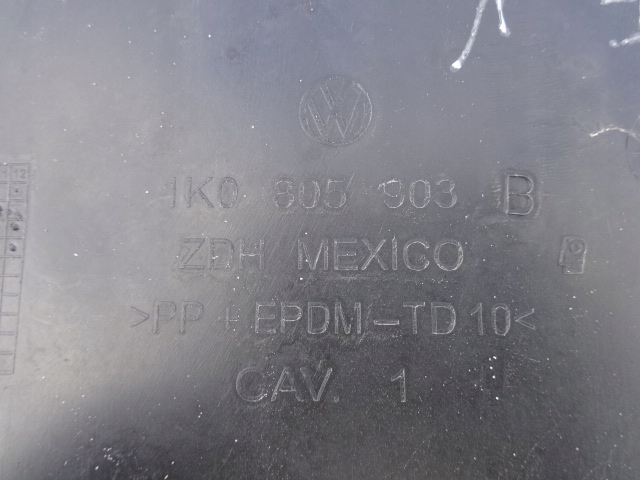 1K0 805 903 B
ZDH MEXICO
>PP + EPDM-TD10<
CAV. 1